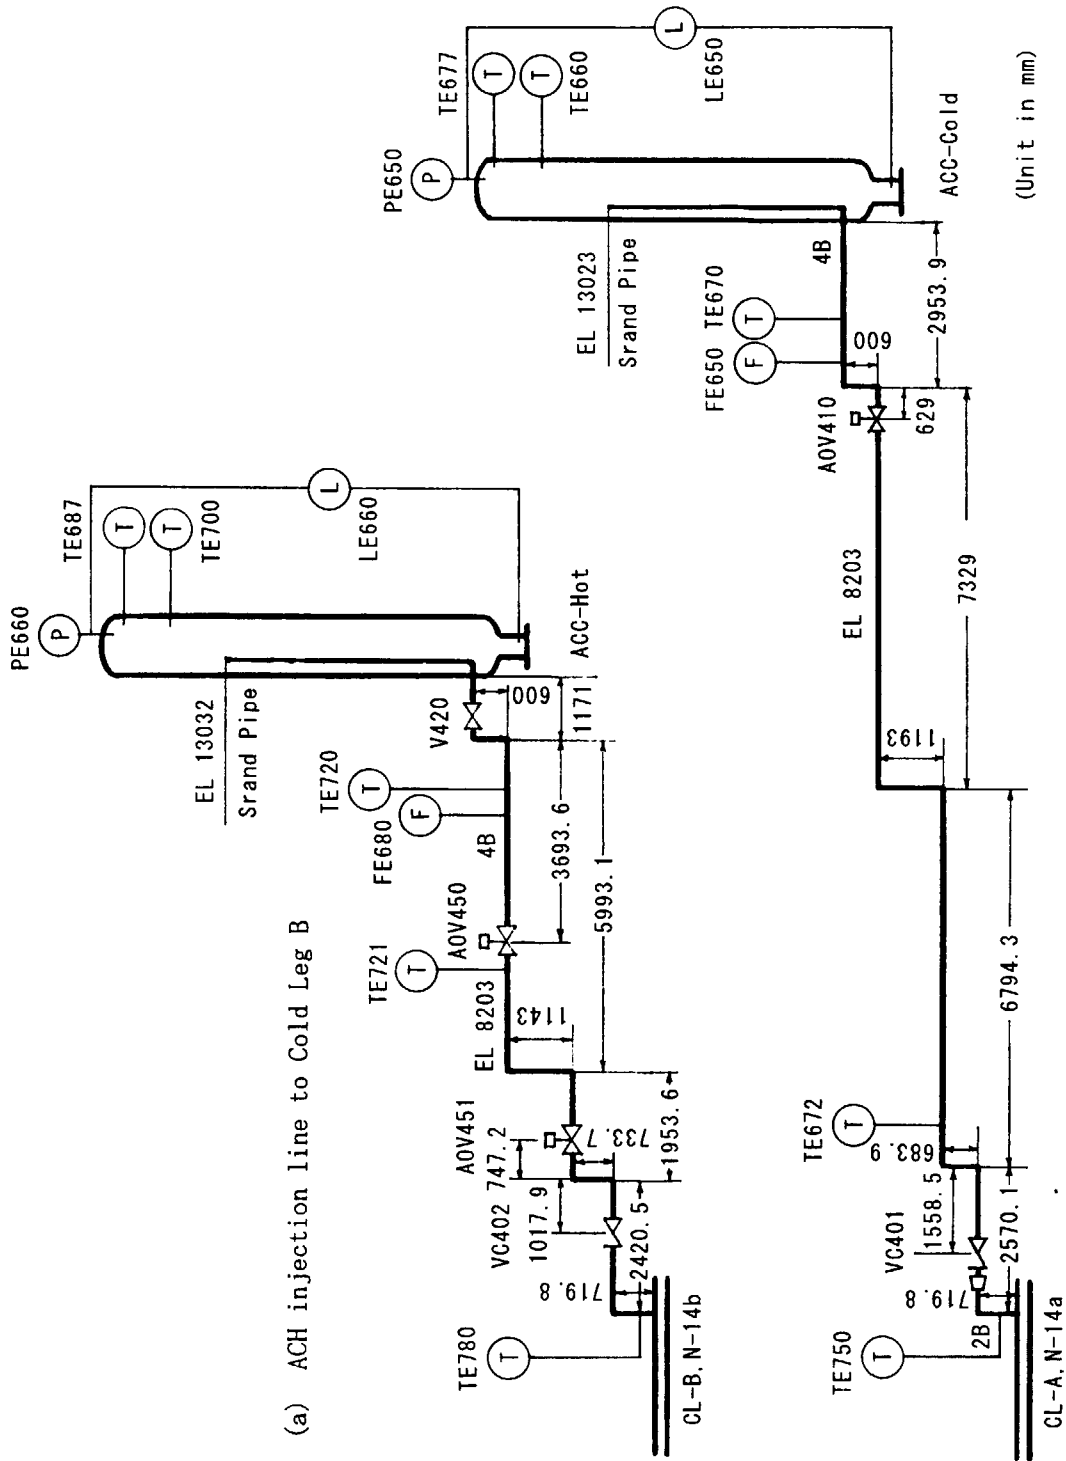 (a) ACH injection line to Cold Leg B
PE660
P
TE687
T
T
TE700
L
LE660
EL 13032
Srand Pipe
ACC-Hot
V420
600
1171
TE720
T
FE680
F
4B
3693.6
5993.1
AOV450
TE721
T
EL 8203
1143
AOV451
747.2
733.7
1953.6
VC402
1017.9
2420.5
719.8
TE780
T
CL-B, N-14b
PE650
P
TE677
T
T
TE660
L
LE650
EL 13023
Srand Pipe
ACC-Cold
(Unit in mm)
4B
2953.9
FE650
F
TE670
T
600
AOV410
629
7329
EL 8203
1193
6794.3
TE672
T
683.9
1558.5
2570.1
VC401
719.8
2B
TE750
T
CL-A, N-14a